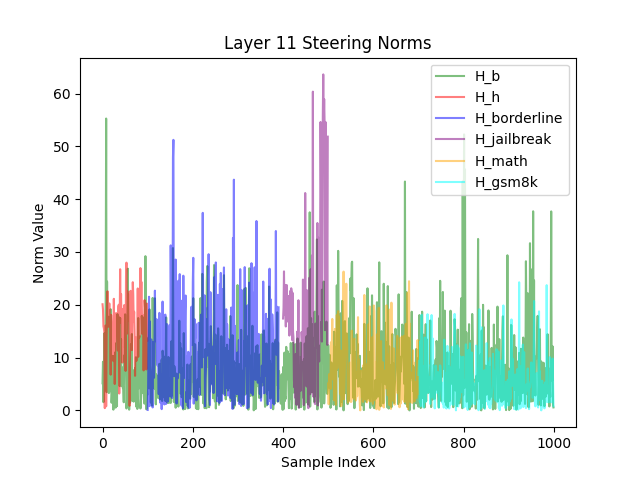 Layer 11 Steering Norms
Norm Value
60
50
40
30
20
10
0
H_b
H_h
H_borderline
H_jailbreak
H_math
H_gsm8k
0
200
400
600
800
1000
Sample Index